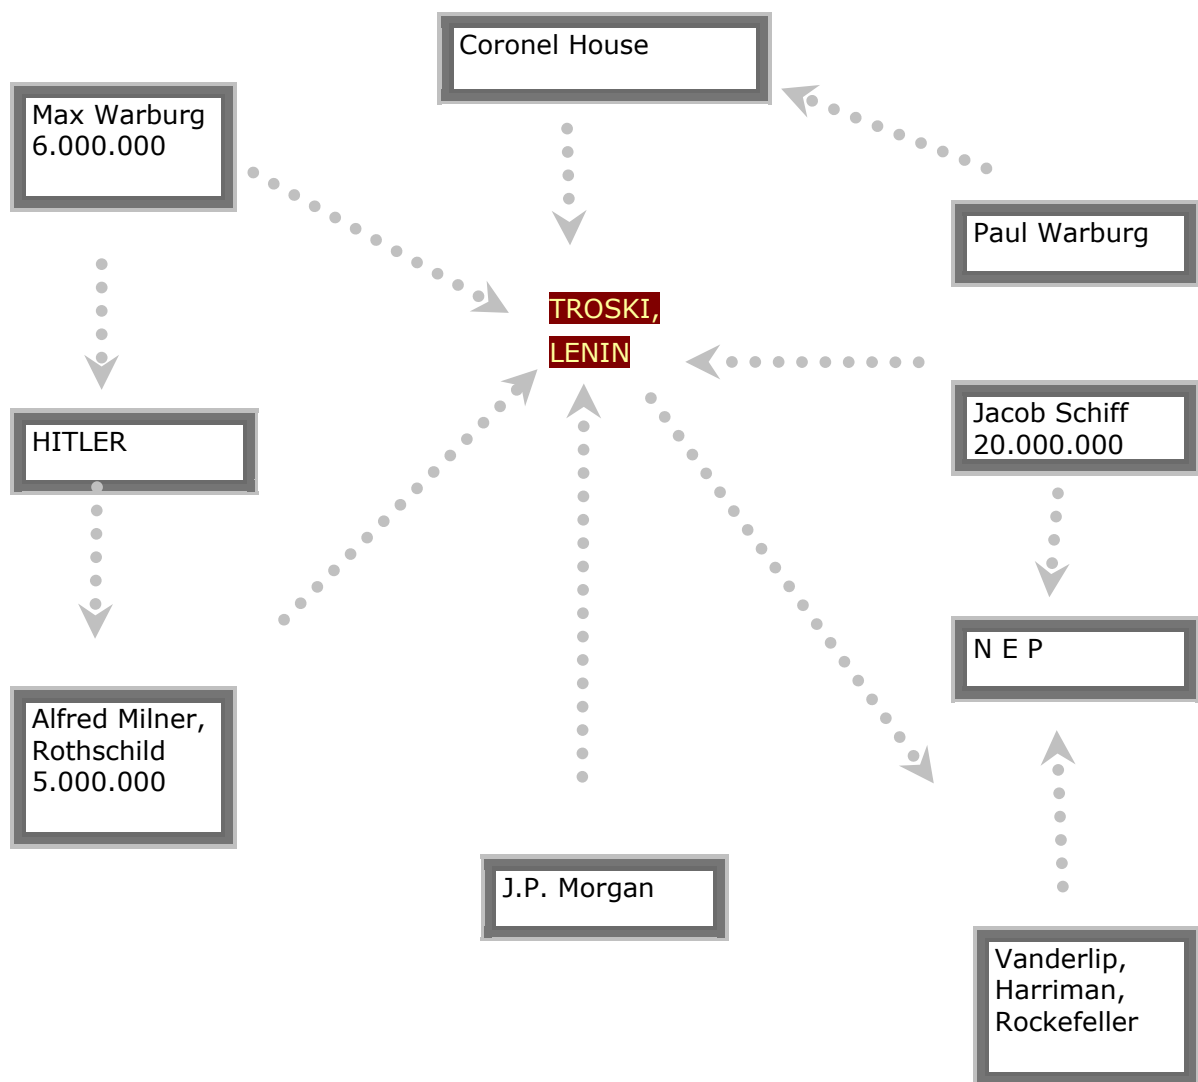 Coronel House
Max Warburg
6.000.000
Paul Warburg
TROSKI,
LENIN
Jacob Schiff
20.000.000
HITLER
N E P
Alfred Milner,
Rothschild
5.000.000
J.P. Morgan
Vanderlip,
Harriman,
Rockefeller